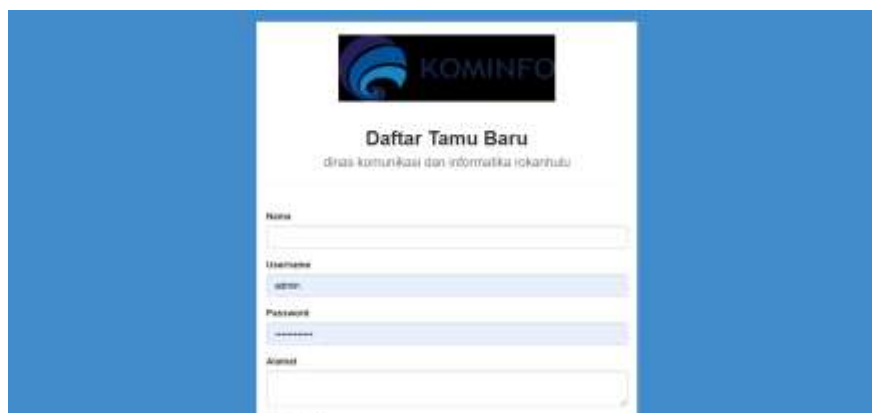 KOMINFO
Daftar Tamu Baru
dinas komunikasi dan informatika rokanhulu
Nama
Username
admin
Password
Alamat